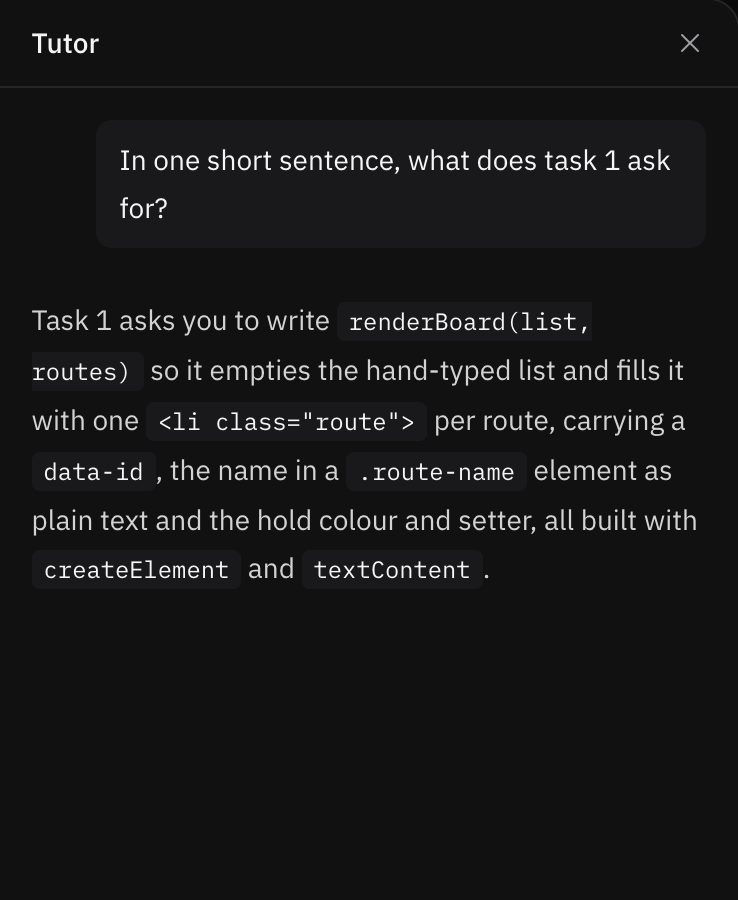 Tutor
In one short sentence, what does task 1 ask
for?
Task 1 asks you to write renderBoard(list,
routes) so it empties the hand-typed list and fills it
with one <li class="route"> per route, carrying a
data-id, the name in a .route-name element as
plain text and the hold colour and setter, all built with
createElement and textContent.